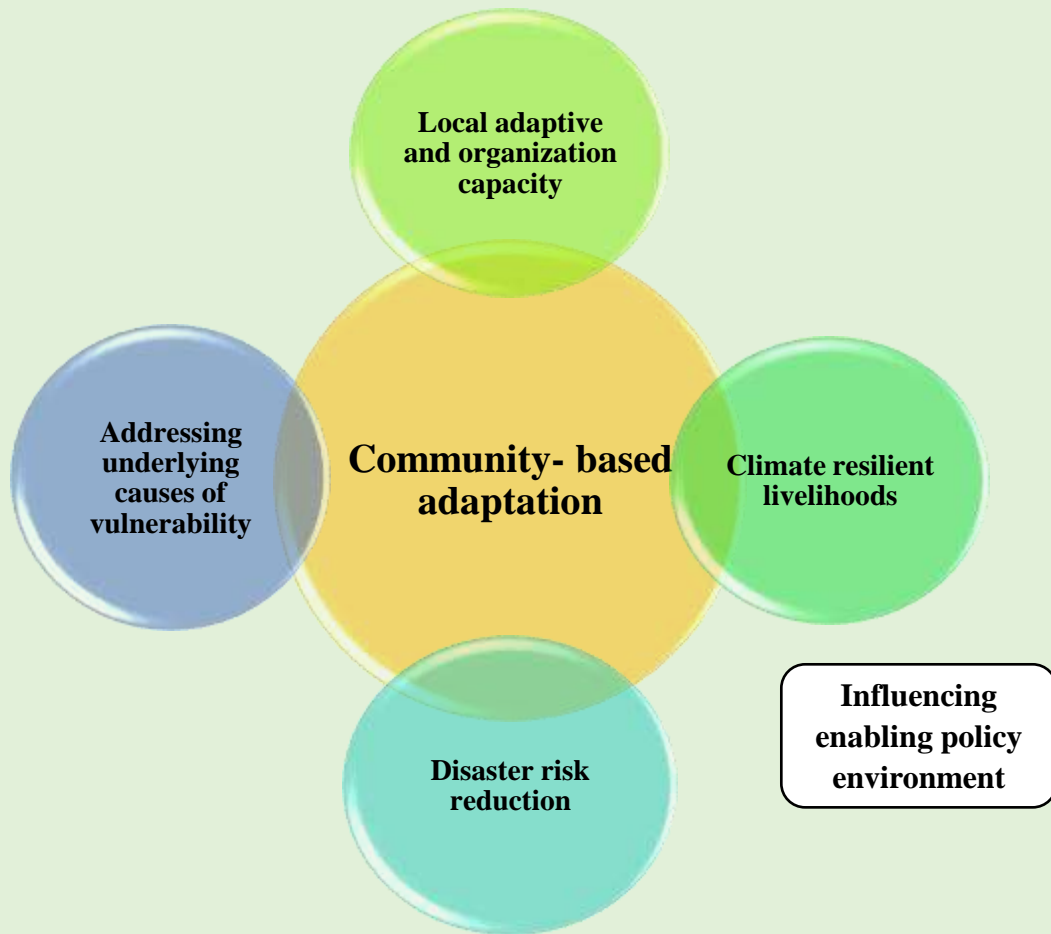 Local adaptive
and organization
capacity
Addressing
underlying
causes of
vulnerability
Community- based
adaptation
Climate resilient
livelihoods
Disaster risk
reduction
Influencing
enabling policy
environment